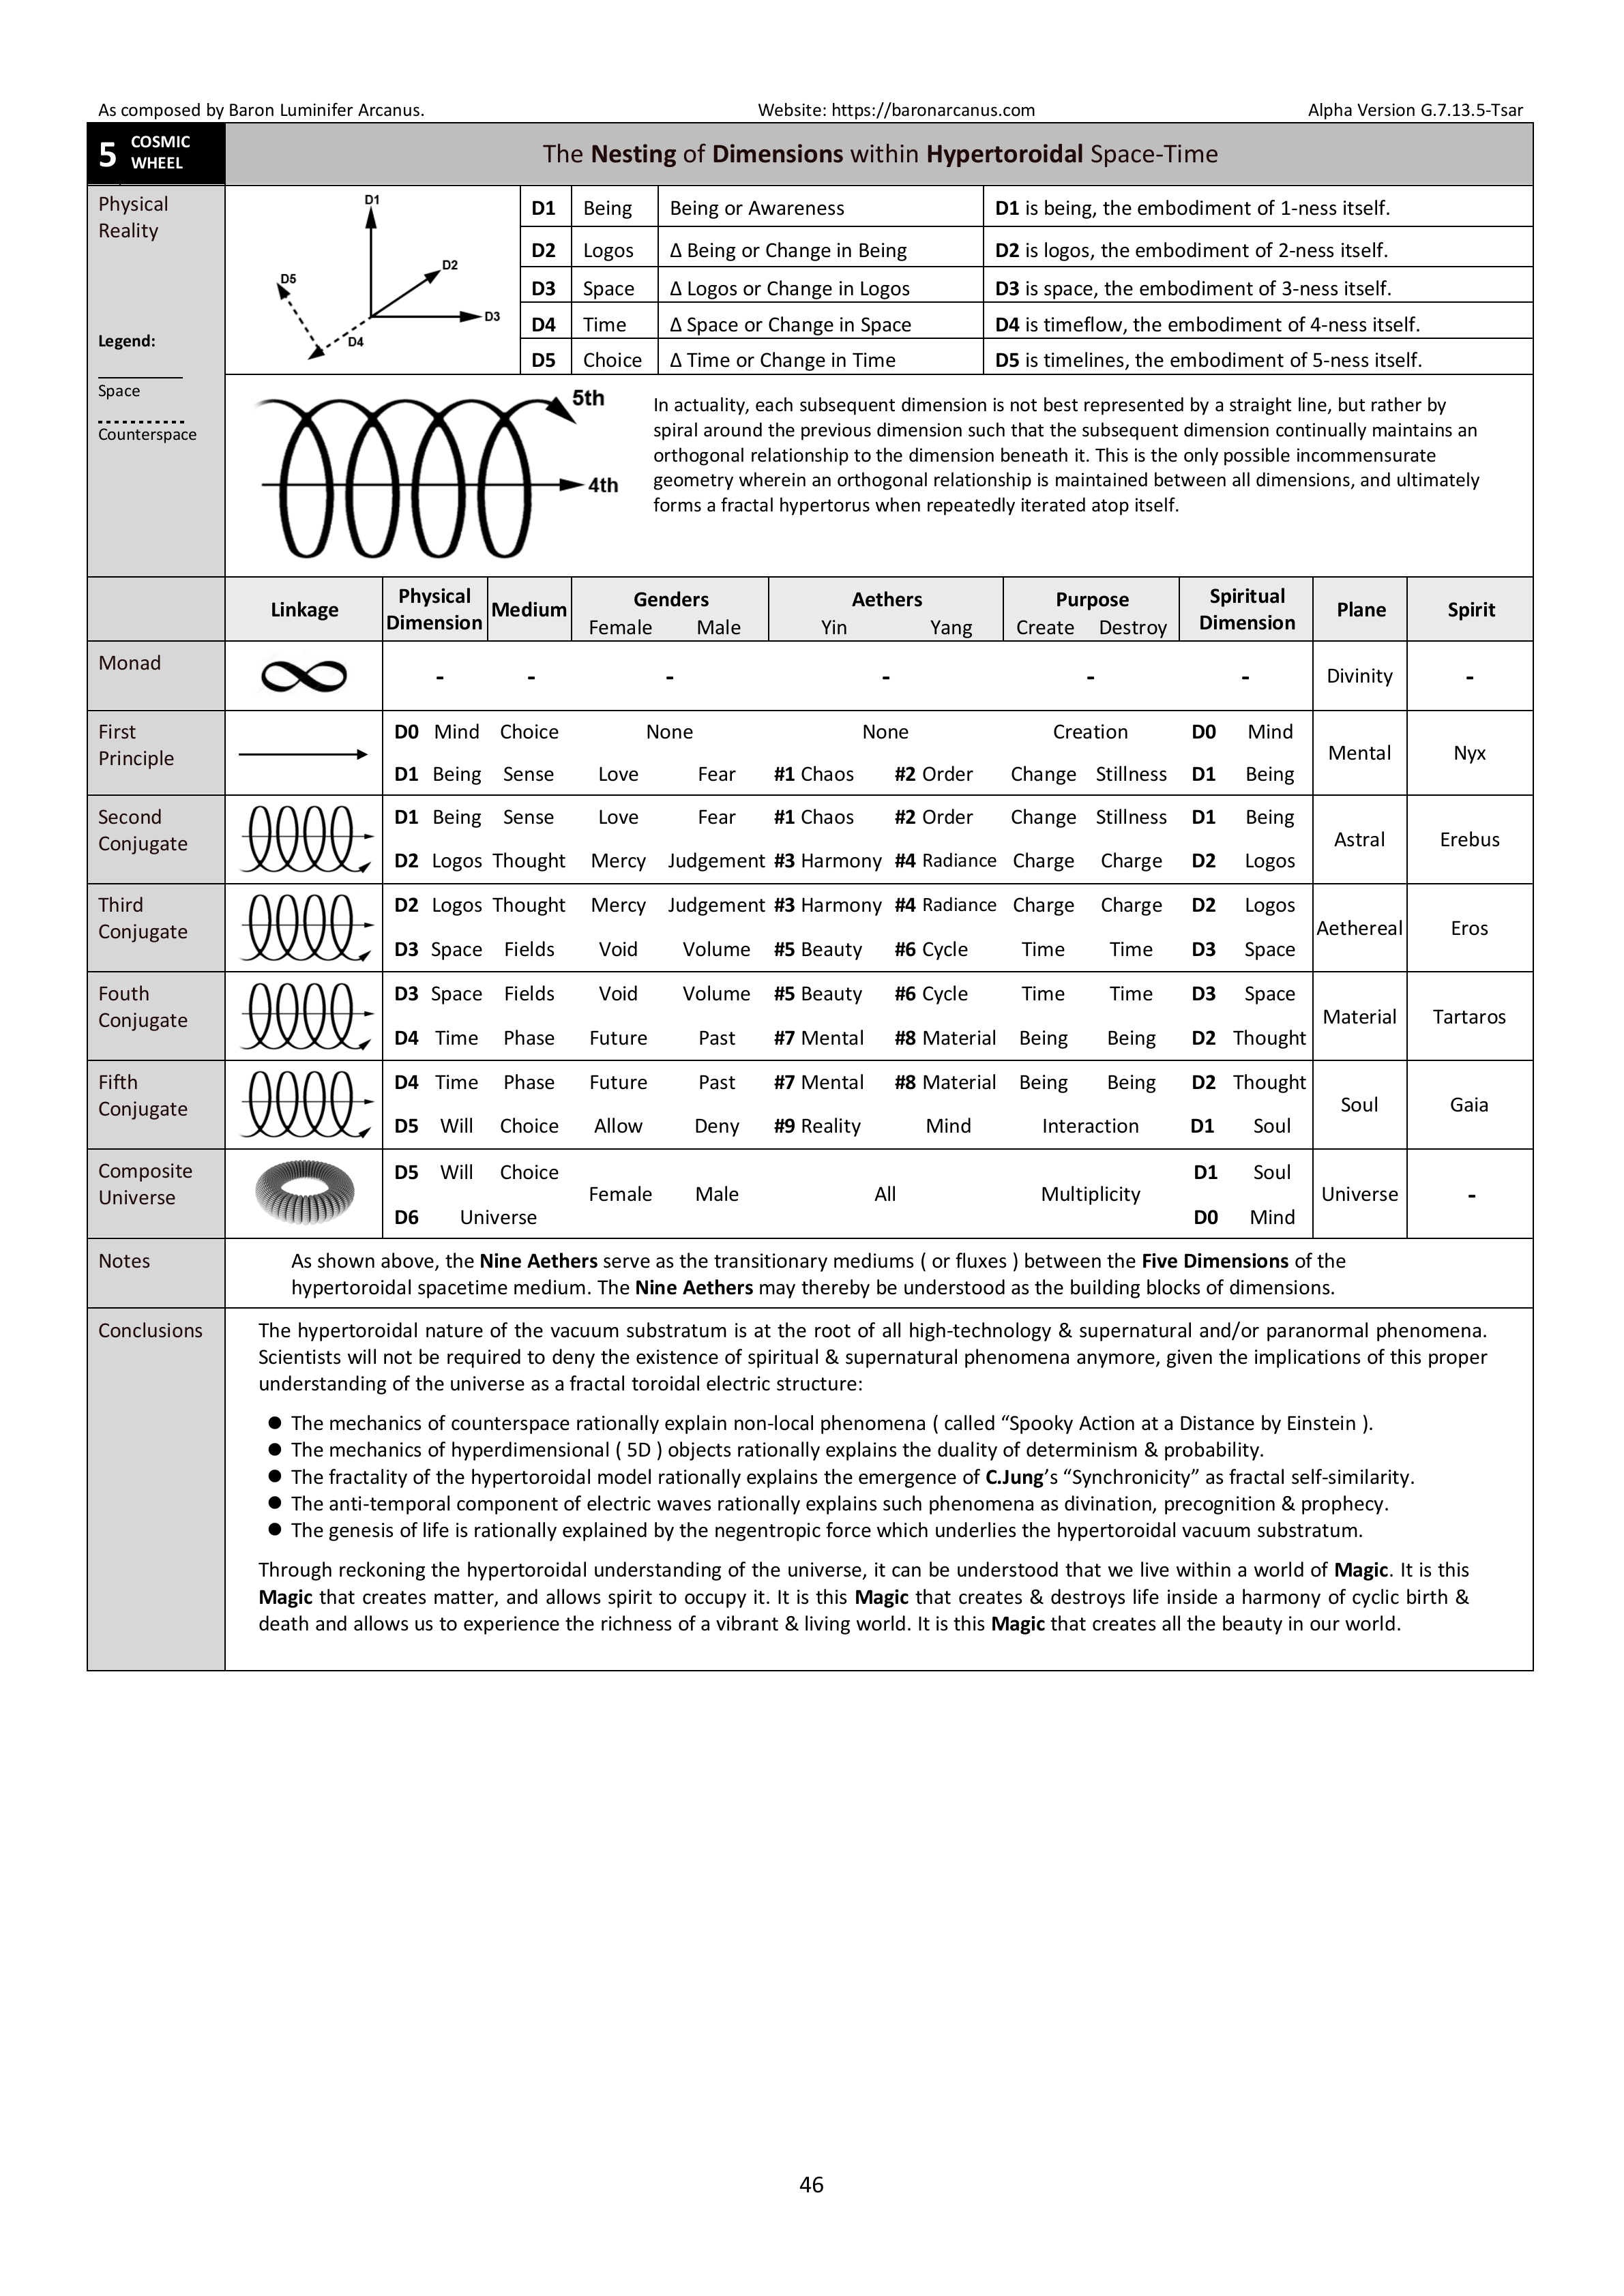 As composed by Baron Luminifer Arcanus. Website: https://baronarcanus.com Alpha Version G.7.13.5-Tsar
5 COSMIC WHEEL The Nesting of Dimensions within Hypertoroidal Space-Time
Physical
Reality
Legend:
Space
Counterspace
D1
D2
D3
D4
D5
D1 Being Being or Awareness D1 is being, the embodiment of 1-ness itself.
D2 Logos Δ Being or Change in Being D2 is logos, the embodiment of 2-ness itself.
D3 Space Δ Logos or Change in Logos D3 is space, the embodiment of 3-ness itself.
D4 Time Δ Space or Change in Space D4 is timeflow, the embodiment of 4-ness itself.
D5 Choice Δ Time or Change in Time D5 is timelines, the embodiment of 5-ness itself.
5th
4th
In actuality, each subsequent dimension is not best represented by a straight line, but rather by
spiral around the previous dimension such that the subsequent dimension continually maintains an
orthogonal relationship to the dimension beneath it. This is the only possible incommensurate
geometry wherein an orthogonal relationship is maintained between all dimensions, and ultimately
forms a fractal hypertorus when repeatedly iterated atop itself.
Linkage Physical Dimension Medium Genders Aethers Purpose Spiritual Dimension Plane Spirit
Female Male Yin Yang Create Destroy
Monad - - - - - - Divinity -
First Principle
D0 Mind Choice None None Creation D0 Mind
Mental Nyx
D1 Being Sense Love Fear #1 Chaos #2 Order Change Stillness D1 Being
Second Conjugate
D1 Being Sense Love Fear #1 Chaos #2 Order Change Stillness D1 Being
Astral Erebus
D2 Logos Thought Mercy Judgement #3 Harmony #4 Radiance Charge Charge D2 Logos
Third Conjugate
D2 Logos Thought Mercy Judgement #3 Harmony #4 Radiance Charge Charge D2 Logos
Aethereal Eros
D3 Space Fields Void Volume #5 Beauty #6 Cycle Time Time D3 Space
Fouth Conjugate
D3 Space Fields Void Volume #5 Beauty #6 Cycle Time Time D3 Space
Material Tartaros
D4 Time Phase Future Past #7 Mental #8 Material Being Being D2 Thought
Fifth Conjugate
D4 Time Phase Future Past #7 Mental #8 Material Being Being D2 Thought
Soul Gaia
D5 Will Choice Allow Deny #9 Reality Mind Interaction D1 Soul
Composite Universe
D5 Will Choice D1 Soul
Female Male All Multiplicity Universe -
D6 Universe D0 Mind
Notes
As shown above, the Nine Aethers serve as the transitionary mediums ( or fluxes ) between the Five Dimensions of the
hypertoroidal spacetime medium. The Nine Aethers may thereby be understood as the building blocks of dimensions.
Conclusions
The hypertoroidal nature of the vacuum substratum is at the root of all high-technology & supernatural and/or paranormal phenomena.
Scientists will not be required to deny the existence of spiritual & supernatural phenomena anymore, given the implications of this proper
understanding of the universe as a fractal toroidal electric structure:
● The mechanics of counterspace rationally explain non-local phenomena ( called “Spooky Action at a Distance by Einstein ).
● The mechanics of hyperdimensional ( 5D ) objects rationally explains the duality of determinism & probability.
● The fractality of the hypertoroidal model rationally explains the emergence of C.Jung’s “Synchronicity” as fractal self-similarity.
● The anti-temporal component of electric waves rationally explains such phenomena as divination, precognition & prophecy.
● The genesis of life is rationally explained by the negentropic force which underlies the hypertoroidal vacuum substratum.
Through reckoning the hypertoroidal understanding of the universe, it can be understood that we live within a world of Magic. It is this
Magic that creates matter, and allows spirit to occupy it. It is this Magic that creates & destroys life inside a harmony of cyclic birth &
death and allows us to experience the richness of a vibrant & living world. It is this Magic that creates all the beauty in our world.
46